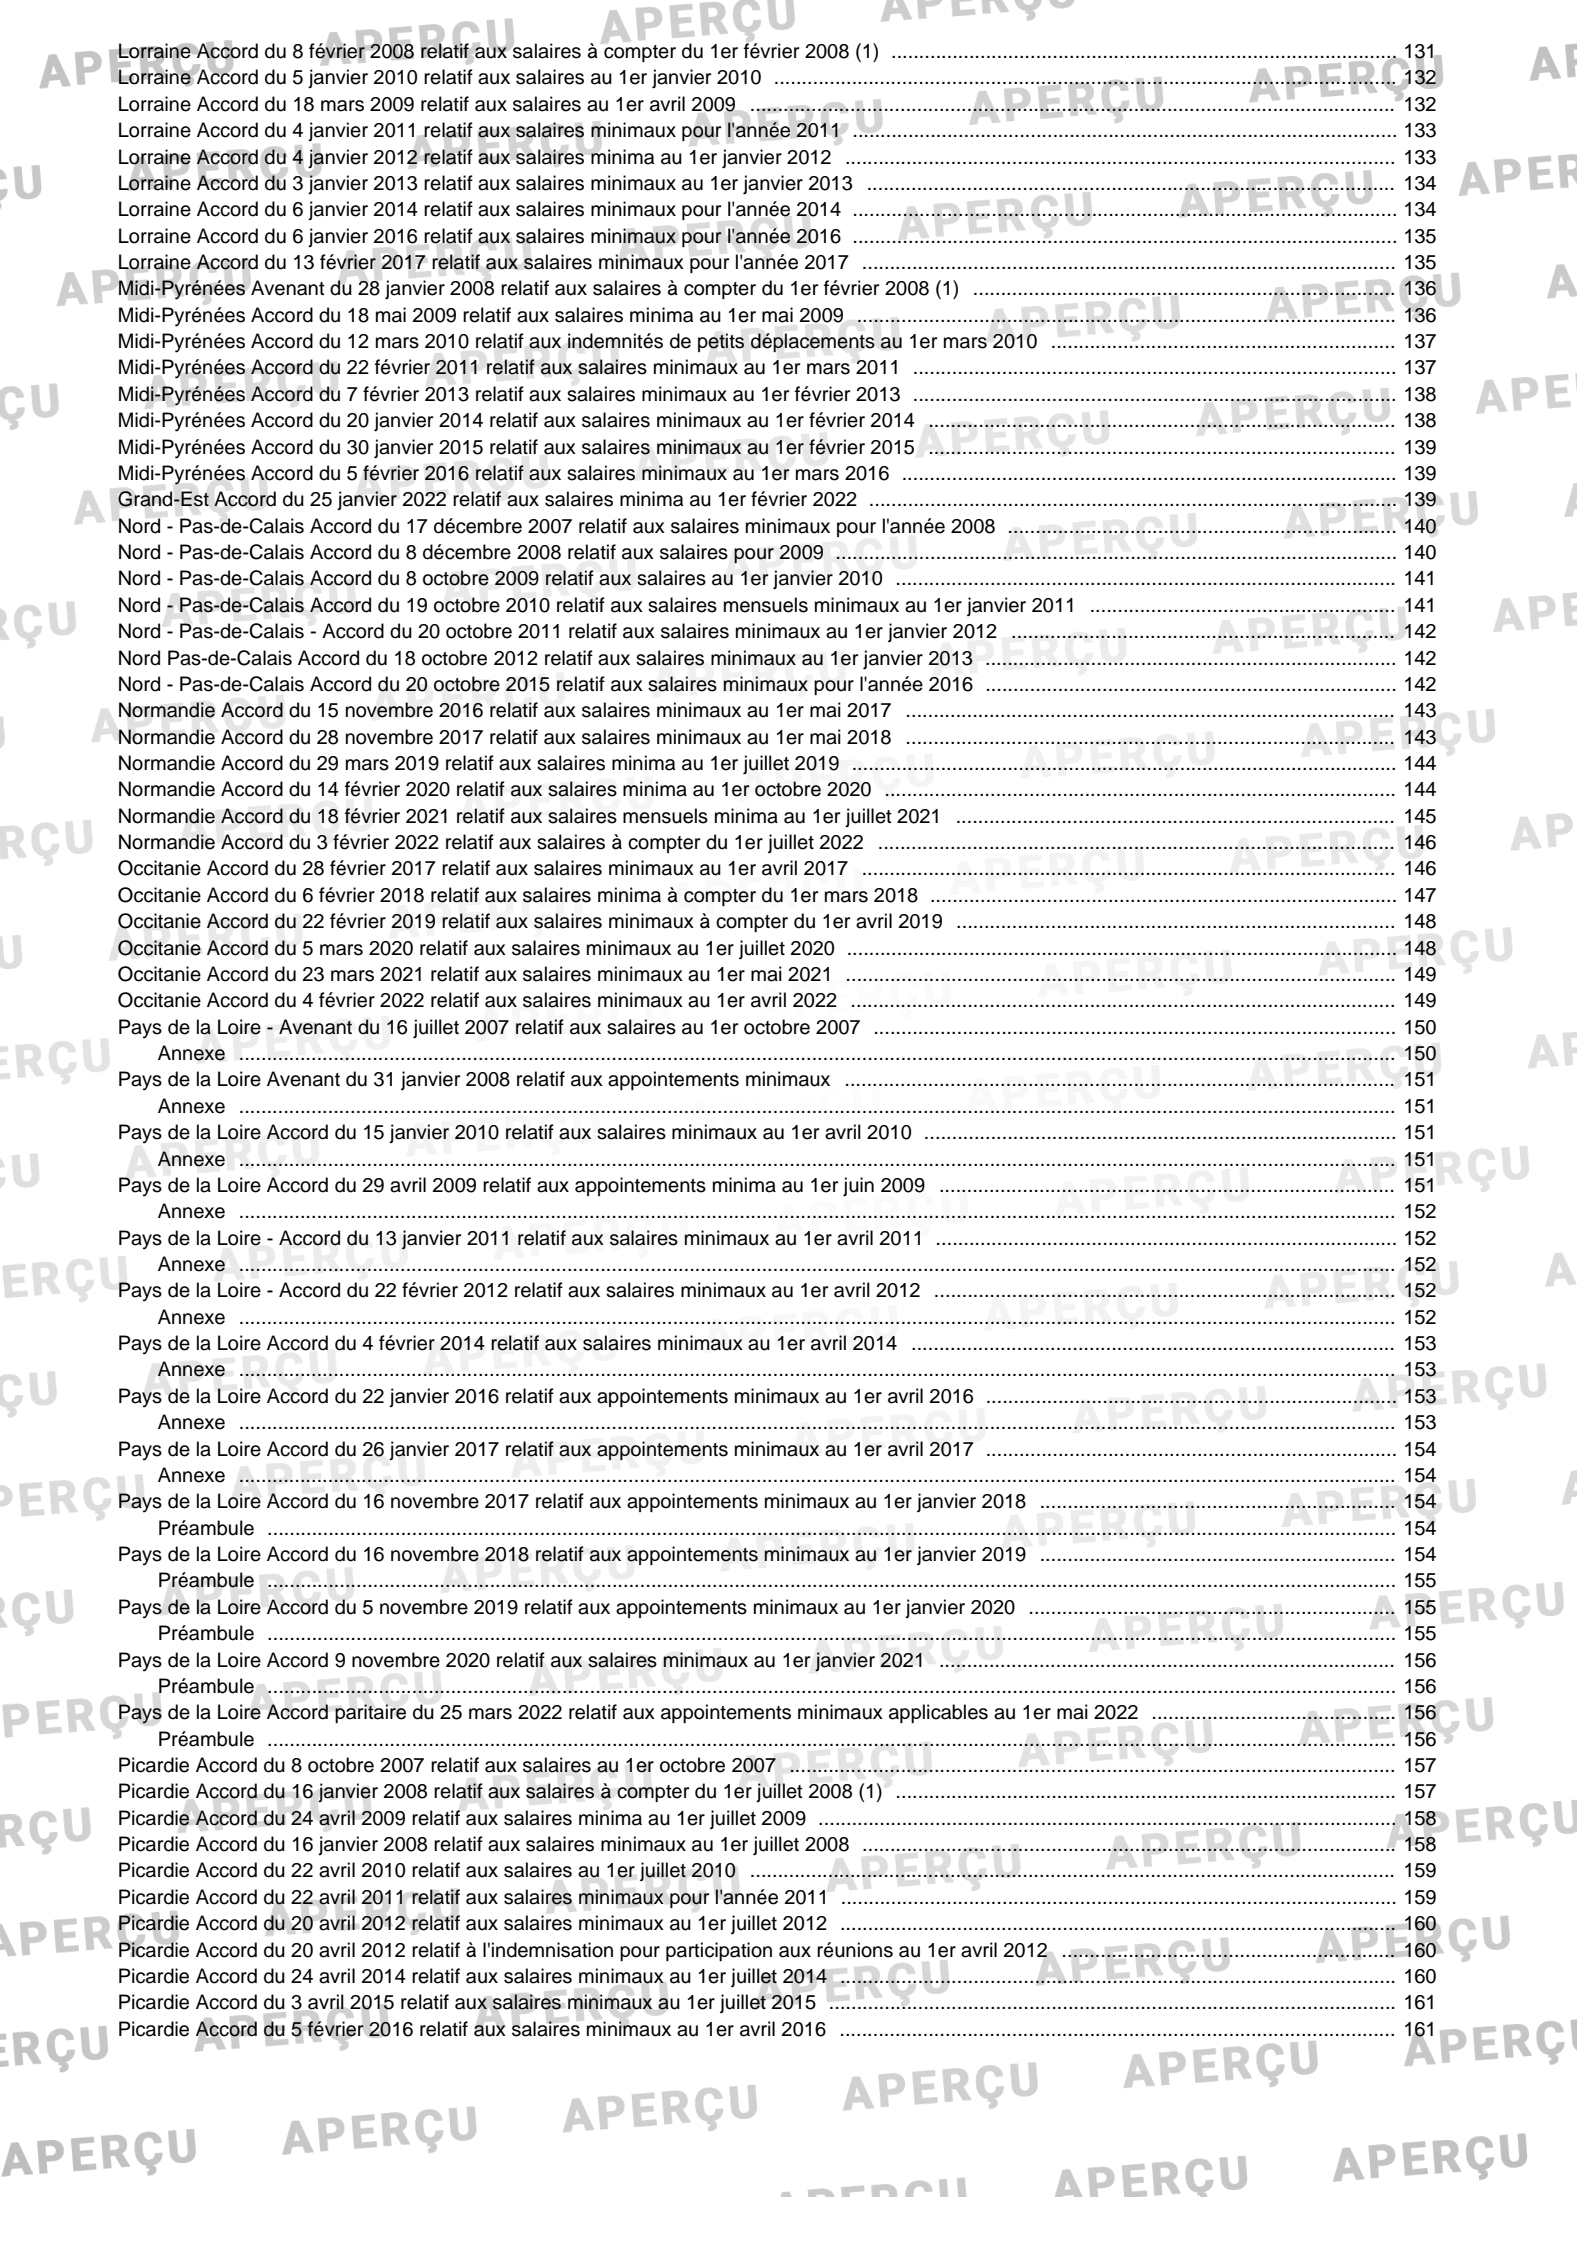 Lorraine Accord du 8 février 2008 relatif aux salaires à compter du 1er février 2008 (1) 131
Lorraine Accord du 5 janvier 2010 relatif aux salaires au 1er janvier 2010 132
Lorraine Accord du 18 mars 2009 relatif aux salaires au 1er avril 2009 132
Lorraine Accord du 4 janvier 2011 relatif aux salaires minimaux pour l'année 2011 133
Lorraine Accord du 4 janvier 2012 relatif aux salaires minima au 1er janvier 2012 133
Lorraine Accord du 3 janvier 2013 relatif aux salaires minimaux au 1er janvier 2013 134
Lorraine Accord du 6 janvier 2014 relatif aux salaires minimaux pour l'année 2014 134
Lorraine Accord du 6 janvier 2016 relatif aux salaires minimaux pour l'année 2016 135
Lorraine Accord du 13 février 2017 relatif aux salaires minimaux pour l'année 2017 135
Midi-Pyrénées Avenant du 28 janvier 2008 relatif aux salaires à compter du 1er février 2008 (1) 136
Midi-Pyrénées Accord du 18 mai 2009 relatif aux salaires minima au 1er mai 2009 136
Midi-Pyrénées Accord du 12 mars 2010 relatif aux indemnités de petits déplacements au 1er mars 2010 137
Midi-Pyrénées Accord du 22 février 2011 relatif aux salaires minimaux au 1er mars 2011 137
Midi-Pyrénées Accord du 7 février 2013 relatif aux salaires minimaux au 1er février 2013 138
Midi-Pyrénées Accord du 20 janvier 2014 relatif aux salaires minimaux au 1er février 2014 138
Midi-Pyrénées Accord du 30 janvier 2015 relatif aux salaires minimaux au 1er février 2015 139
Midi-Pyrénées Accord du 5 février 2016 relatif aux salaires minimaux au 1er mars 2016 139
Grand-Est Accord du 25 janvier 2022 relatif aux salaires minima au 1er février 2022 139
Nord - Pas-de-Calais Accord du 17 décembre 2007 relatif aux salaires minimaux pour l'année 2008 140
Nord - Pas-de-Calais Accord du 8 décembre 2008 relatif aux salaires pour 2009 140
Nord - Pas-de-Calais Accord du 8 octobre 2009 relatif aux salaires au 1er janvier 2010 141
Nord - Pas-de-Calais Accord du 19 octobre 2010 relatif aux salaires mensuels minimaux au 1er janvier 2011 141
Nord - Pas-de-Calais - Accord du 20 octobre 2011 relatif aux salaires minimaux au 1er janvier 2012 142
Nord Pas-de-Calais Accord du 18 octobre 2012 relatif aux salaires minimaux au 1er janvier 2013 142
Nord - Pas-de-Calais Accord du 20 octobre 2015 relatif aux salaires minimaux pour l'année 2016 142
Normandie Accord du 15 novembre 2016 relatif aux salaires minimaux au 1er mai 2017 143
Normandie Accord du 28 novembre 2017 relatif aux salaires minimaux au 1er mai 2018 143
Normandie Accord du 29 mars 2019 relatif aux salaires minima au 1er juillet 2019 144
Normandie Accord du 14 février 2020 relatif aux salaires minima au 1er octobre 2020 144
Normandie Accord du 18 février 2021 relatif aux salaires mensuels minima au 1er juillet 2021 145
Normandie Accord du 3 février 2022 relatif aux salaires à compter du 1er juillet 2022 146
Occitanie Accord du 28 février 2017 relatif aux salaires minimaux au 1er avril 2017 146
Occitanie Accord du 6 février 2018 relatif aux salaires minima à compter du 1er mars 2018 147
Occitanie Accord du 22 février 2019 relatif aux salaires minimaux à compter du 1er avril 2019 148
Occitanie Accord du 5 mars 2020 relatif aux salaires minimaux au 1er juillet 2020 148
Occitanie Accord du 23 mars 2021 relatif aux salaires minimaux au 1er mai 2021 149
Occitanie Accord du 4 février 2022 relatif aux salaires minimaux au 1er avril 2022 149
Pays de la Loire - Avenant du 16 juillet 2007 relatif aux salaires au 1er octobre 2007 150
Annexe 150
Pays de la Loire Avenant du 31 janvier 2008 relatif aux appointements minimaux 151
Annexe 151
Pays de la Loire Accord du 15 janvier 2010 relatif aux salaires minimaux au 1er avril 2010 151
Annexe 151
Pays de la Loire Accord du 29 avril 2009 relatif aux appointements minima au 1er juin 2009 151
Annexe 152
Pays de la Loire - Accord du 13 janvier 2011 relatif aux salaires minimaux au 1er avril 2011 152
Annexe 152
Pays de la Loire - Accord du 22 février 2012 relatif aux salaires minimaux au 1er avril 2012 152
Annexe 152
Pays de la Loire Accord du 4 février 2014 relatif aux salaires minimaux au 1er avril 2014 153
Annexe 153
Pays de la Loire Accord du 22 janvier 2016 relatif aux appointements minimaux au 1er avril 2016 153
Annexe 153
Pays de la Loire Accord du 26 janvier 2017 relatif aux appointements minimaux au 1er avril 2017 154
Annexe 154
Pays de la Loire Accord du 16 novembre 2017 relatif aux appointements minimaux au 1er janvier 2018 154
Préambule 154
Pays de la Loire Accord du 16 novembre 2018 relatif aux appointements minimaux au 1er janvier 2019 154
Préambule 155
Pays de la Loire Accord du 5 novembre 2019 relatif aux appointements minimaux au 1er janvier 2020 155
Préambule 155
Pays de la Loire Accord 9 novembre 2020 relatif aux salaires minimaux au 1er janvier 2021 156
Préambule 156
Pays de la Loire Accord paritaire du 25 mars 2022 relatif aux appointements minimaux applicables au 1er mai 2022 156
Préambule 156
Picardie Accord du 8 octobre 2007 relatif aux salaires au 1er octobre 2007 157
Picardie Accord du 16 janvier 2008 relatif aux salaires à compter du 1er juillet 2008 (1) 157
Picardie Accord du 24 avril 2009 relatif aux salaires minima au 1er juillet 2009 158
Picardie Accord du 16 janvier 2008 relatif aux salaires minimaux au 1er juillet 2008 158
Picardie Accord du 22 avril 2010 relatif aux salaires au 1er juillet 2010 159
Picardie Accord du 22 avril 2011 relatif aux salaires minimaux pour l'année 2011 159
Picardie Accord du 20 avril 2012 relatif aux salaires minimaux au 1er juillet 2012 160
Picardie Accord du 20 avril 2012 relatif à l'indemnisation pour participation aux réunions au 1er avril 2012 160
Picardie Accord du 24 avril 2014 relatif aux salaires minimaux au 1er juillet 2014 160
Picardie Accord du 3 avril 2015 relatif aux salaires minimaux au 1er juillet 2015 161
Picardie Accord du 5 février 2016 relatif aux salaires minimaux au 1er avril 2016 161
APERÇU